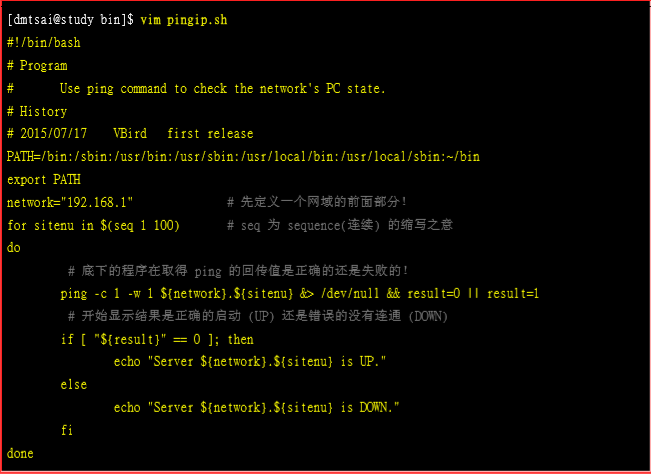 [dmtsai@study bin]$ vim pingip.sh
#!/bin/bash
# Program
#       Use ping command to check the network's PC state.
# History
# 2015/07/17    VBird   first release
PATH=/bin:/sbin:/usr/bin:/usr/sbin:/usr/local/bin:/usr/local/sbin:~/bin
export PATH
network="192.168.1"              # 先定义一个网域的前面部分！
for sitenu in $(seq 1 100)       # seq 为 sequence(连续) 的缩写之意
do
        # 底下的程序在取得 ping 的回传值是正确的还是失败的！
        ping -c 1 -w 1 ${network}.${sitenu} &> /dev/null && result=0 || result=1
        # 开始显示结果是正确的启动 (UP) 还是错误的没有连通 (DOWN)
        if [ "${result}" == 0 ]; then
                echo "Server ${network}.${sitenu} is UP."
        else
                echo "Server ${network}.${sitenu} is DOWN."
        fi
done